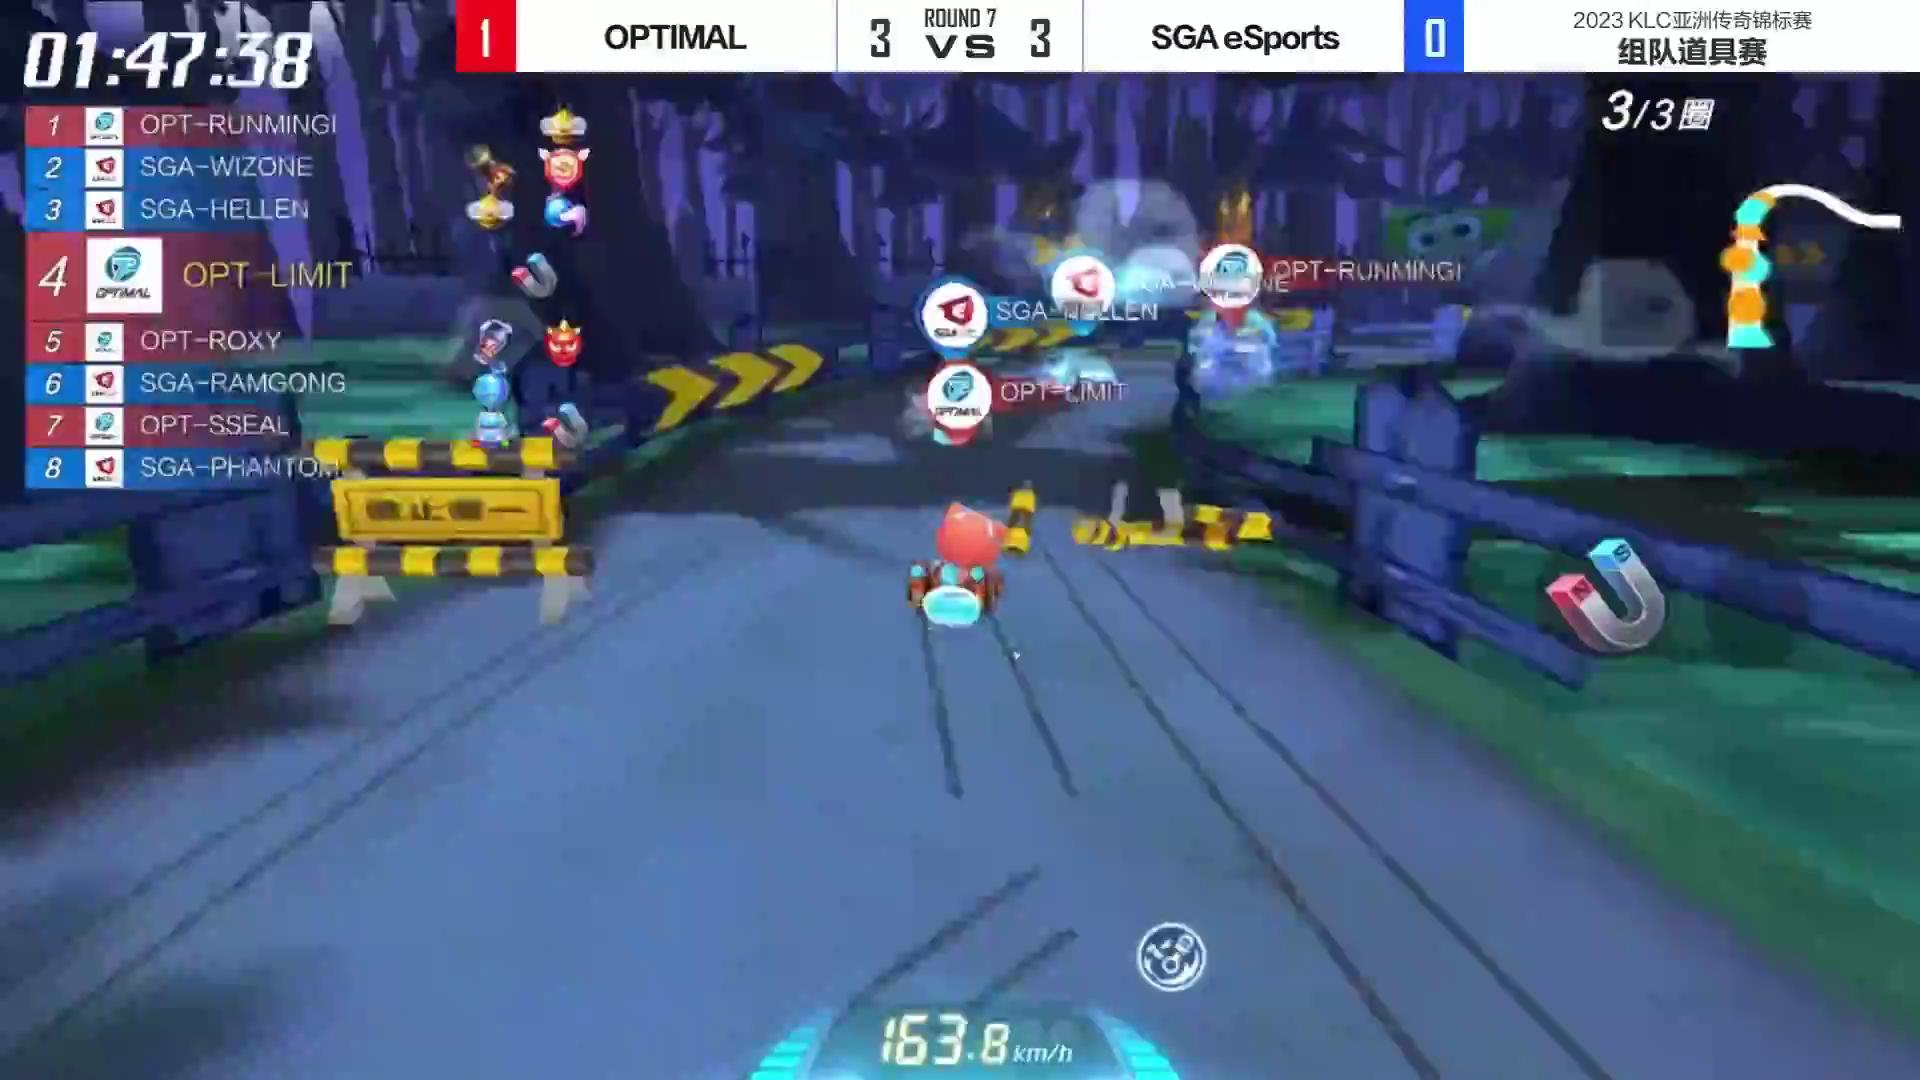 01:47:38
1
OPTIMAL
3
ROUND 7
VS
3
SGA eSports
0
2023 KLC亚洲传奇锦标赛
组队道具赛
3/3圈
1 OPT-RUNMINGI
2 SGA-WIZONE
3 SGA-HELLEN
4 OPTIMAL OPT-LIMIT
5 OPT-ROXY
6 SGA-RAMGONG
7 OPT-SSEAL
8 SGA-PHANTOM
OPT-RUNMINGI
SGA-HELLEN
OPTIMAL OPT-LIMIT
S
N
163.8 km/h